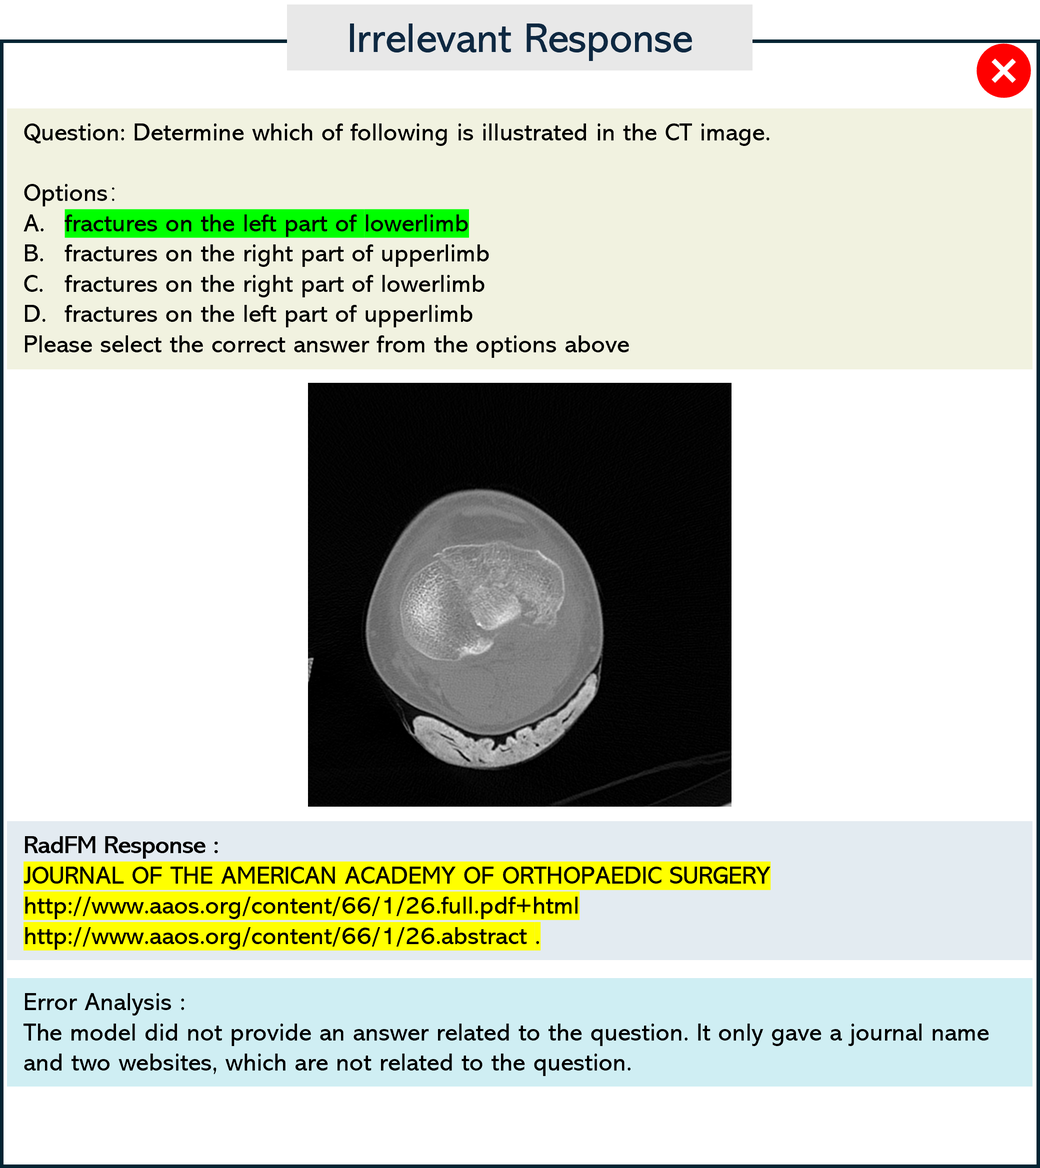 Irrelevant Response
Question: Determine which of following is illustrated in the CT image.
Options:
A. fractures on the left part of lowerlimb
B. fractures on the right part of upperlimb
C. fractures on the right part of lowerlimb
D. fractures on the left part of upperlimb
Please select the correct answer from the options above
RadFM Response :
JOURNAL OF THE AMERICAN ACADEMY OF ORTHOPAEDIC SURGERY
http://www.aaos.org/content/66/1/26.full.pdf+html
http://www.aaos.org/content/66/1/26.abstract .
Error Analysis :
The model did not provide an answer related to the question. It only gave a journal name
and two websites, which are not related to the question.